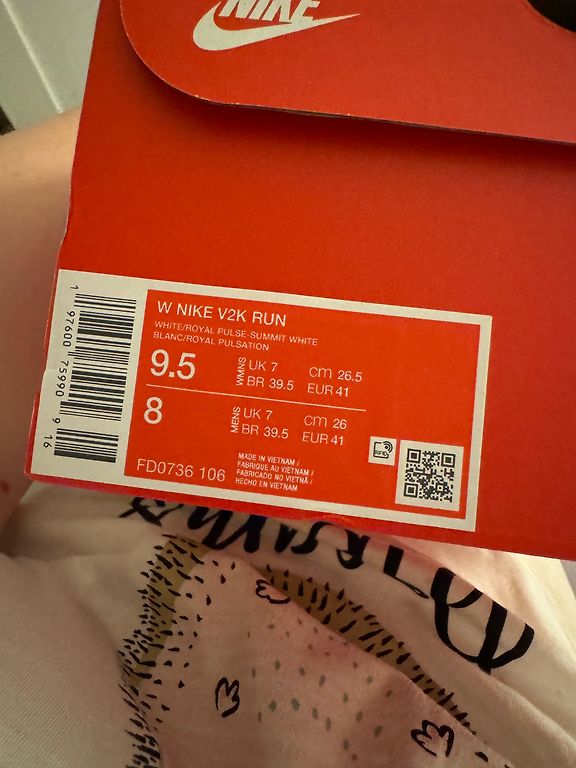 NIKE
W NIKE V2K RUN
WHITE/ROYAL PULSE-SUMMIT WHITE
BLANC/ROYAL PULSATION
9.5
WMNS
UK 7 cm 26.5
BR 39.5 EUR 41
8
MENS
UK 7 cm 26
BR 39.5 EUR 41
FD0736 106
MADE IN VIETNAM /
FABRIQUÉ AU VIETNAM /
FABRICADO NO VIETNÃ /
HECHO EN VIETNAM
1 97600 75990 9 16